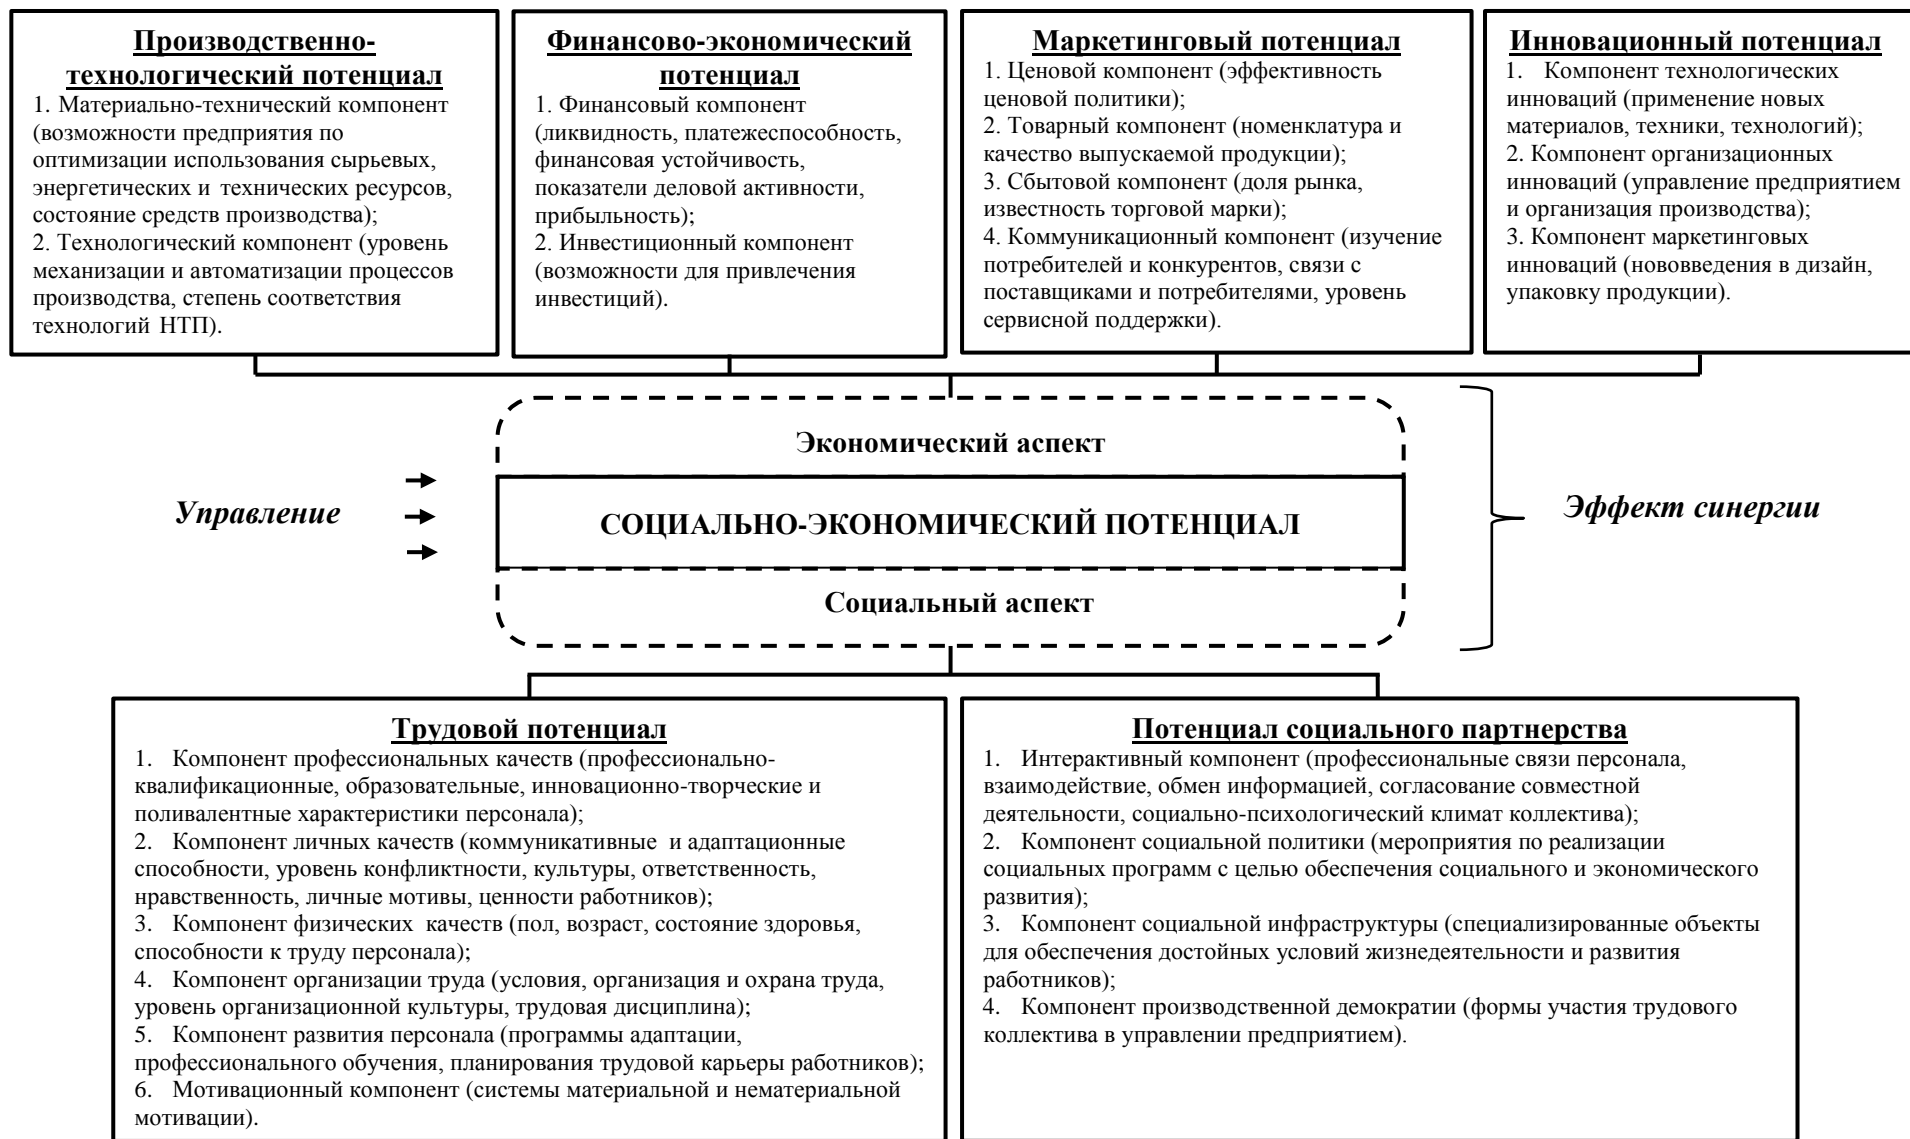 Производственно-
технологический потенциал
1. Материально-технический компонент
(возможности предприятия по
оптимизации использования сырьевых,
энергетических и технических ресурсов,
состояние средств производства);
2. Технологический компонент (уровень
механизации и автоматизации процессов
производства, степень соответствия
технологий НТП).
Финансово-экономический
потенциал
1. Финансовый компонент
(ликвидность, платежеспособность,
финансовая устойчивость,
показатели деловой активности,
прибыльность);
2. Инвестиционный компонент
(возможности для привлечения
инвестиций).
Маркетинговый потенциал
1. Ценовой компонент (эффективность
ценовой политики);
2. Товарный компонент (номенклатура и
качество выпускаемой продукции);
3. Сбытовой компонент (доля рынка,
известность торговой марки);
4. Коммуникационный компонент (изучение
потребителей и конкурентов, связи с
поставщиками и потребителями, уровень
сервисной поддержки).
Инновационный потенциал
1. Компонент технологических
инноваций (применение новых
материалов, техники, технологий);
2. Компонент организационных
инноваций (управление предприятием
и организация производства);
3. Компонент маркетинговых
инноваций (нововведения в дизайн,
упаковку продукции).
Экономический аспект
Управление
СОЦИАЛЬНО-ЭКОНОМИЧЕСКИЙ ПОТЕНЦИАЛ
Эффект синергии
Социальный аспект
Трудовой потенциал
1. Компонент профессиональных качеств (профессионально-
квалификационные, образовательные, инновационно-творческие и
поливалентные характеристики персонала);
2. Компонент личных качеств (коммуникативные и адаптационные
способности, уровень конфликтности, культуры, ответственность,
нравственность, личные мотивы, ценности работников);
3. Компонент физических качеств (пол, возраст, состояние здоровья,
способности к труду персонала);
4. Компонент организации труда (условия, организация и охрана труда,
уровень организационной культуры, трудовая дисциплина);
5. Компонент развития персонала (программы адаптации,
профессионального обучения, планирования трудовой карьеры работников);
6. Мотивационный компонент (системы материальной и нематериальной
мотивации).
Потенциал социального партнерства
1. Интерактивный компонент (профессиональные связи персонала,
взаимодействие, обмен информацией, согласование совместной
деятельности, социально-психологический климат коллектива);
2. Компонент социальной политики (мероприятия по реализации
социальных программ с целью обеспечения социального и экономического
развития);
3. Компонент социальной инфраструктуры (специализированные объекты
для обеспечения достойных условий жизнедеятельности и развития
работников);
4. Компонент производственной демократии (формы участия трудового
коллектива в управлении предприятием).